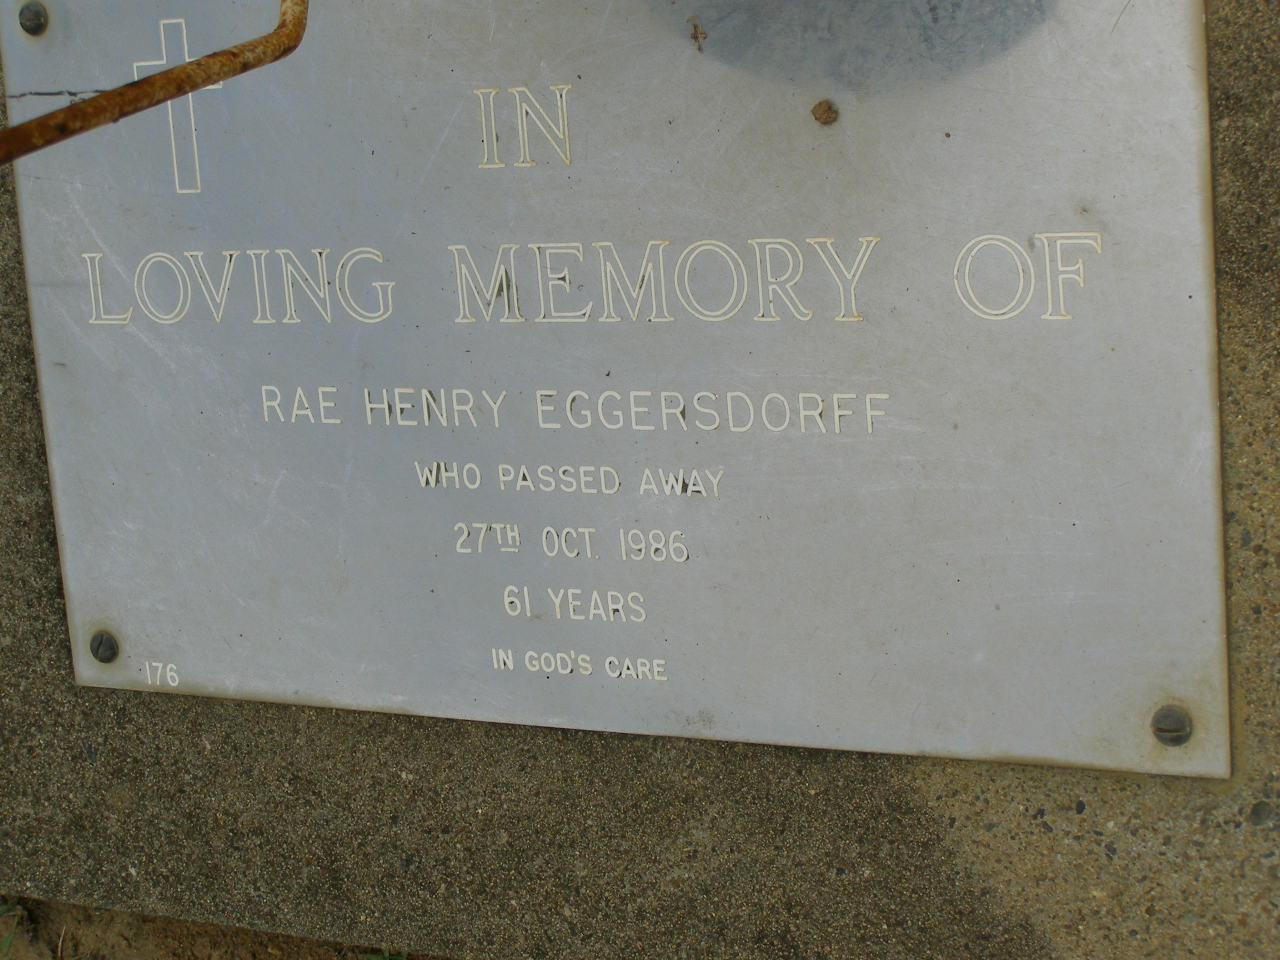 IN
LOVING MEMORY OF
RAE HENRY EGGERSDORFF
WHO PASSED AWAY
27TH OCT. 1986
61 YEARS
IN GOD'S CARE
176